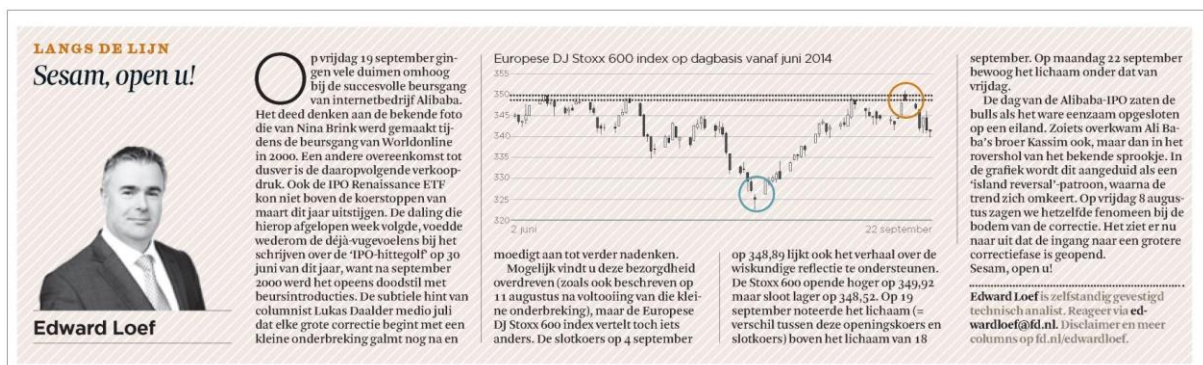 LANGS DE LIJN
Sesam, open u!
Edward Loef
Op vrijdag 19 september gin-
gen vele duimen omhoog
bij de succesvolle beursgang
van internetbedrijf Alibaba.
Het deed denken aan de bekende foto
die van Nina Brink werd gemaakt tij-
dens de beursgang van Worldonline
in 2000. Een andere overeenkomst tot
dusver is de daaropvolgende verkoop-
druk. Ook de IPO Renaissance ETF
kon niet boven de koerstoppen van
maart dit jaar uitstijgen. De daling die
hierop afgelopen week volgde, voedde
wederom de déjà-vugevoelens bij het
schrijven over de ‘IPO-hittegolf’ op 30
juni van dit jaar, want na september
2000 werd het opeens doodstil met
beursintroducties. De subtiele hint van
columnist Lukas Daalder medio juli
dat elke grote correctie begint met een
kleine onderbreking galmt nog na en
Europese DJ Stoxx 600 index op dagbasis vanaf juni 2014
355
350
345
340
335
330
325
320
2 juni
22 september
moedigt aan tot verder nadenken.
Mogelijk vindt u deze bezorgdheid
overdreven (zoals ook beschreven op
11 augustus na voltooiing van die klei-
ne onderbreking), maar de Europese
DJ Stoxx 600 index vertelt toch iets
anders. De slotkoers op 4 september
op 348,89 lijkt ook het verhaal over de
wiskundige reflectie te ondersteunen.
De Stoxx 600 opende hoger op 349,92
maar sloot lager op 348,52. Op 19
september noteerde het lichaam (=
verschil tussen deze openingskoers en
slotkoers) boven het lichaam van 18
september. Op maandag 22 september
bewoog het lichaam onder dat van
vrijdag.
De dag van de Alibaba-IPO zaten de
bulls als het ware eenzaam opgesloten
op een eiland. Zoiets overkwam Ali Ba-
ba’s broer Kassim ook, maar dan in het
rovershol van het bekende sprookje. In
de grafiek wordt dit aangeduid als een
‘island reversal’-patroon, waarna de
trend zich omkeert. Op vrijdag 8 augus-
tus zagen we hetzelfde fenomeen bij de
bodem van de correctie. Het ziet er nu
naar uit dat de ingang naar een grotere
correctiefase is geopend.
Sesam, open u!
Edward Loef is zelfstandig gevestigd
technisch analist. Reageer via ed-
wardloef@fd.nl. Disclaimer en meer
columns op fd.nl/edwardloef.